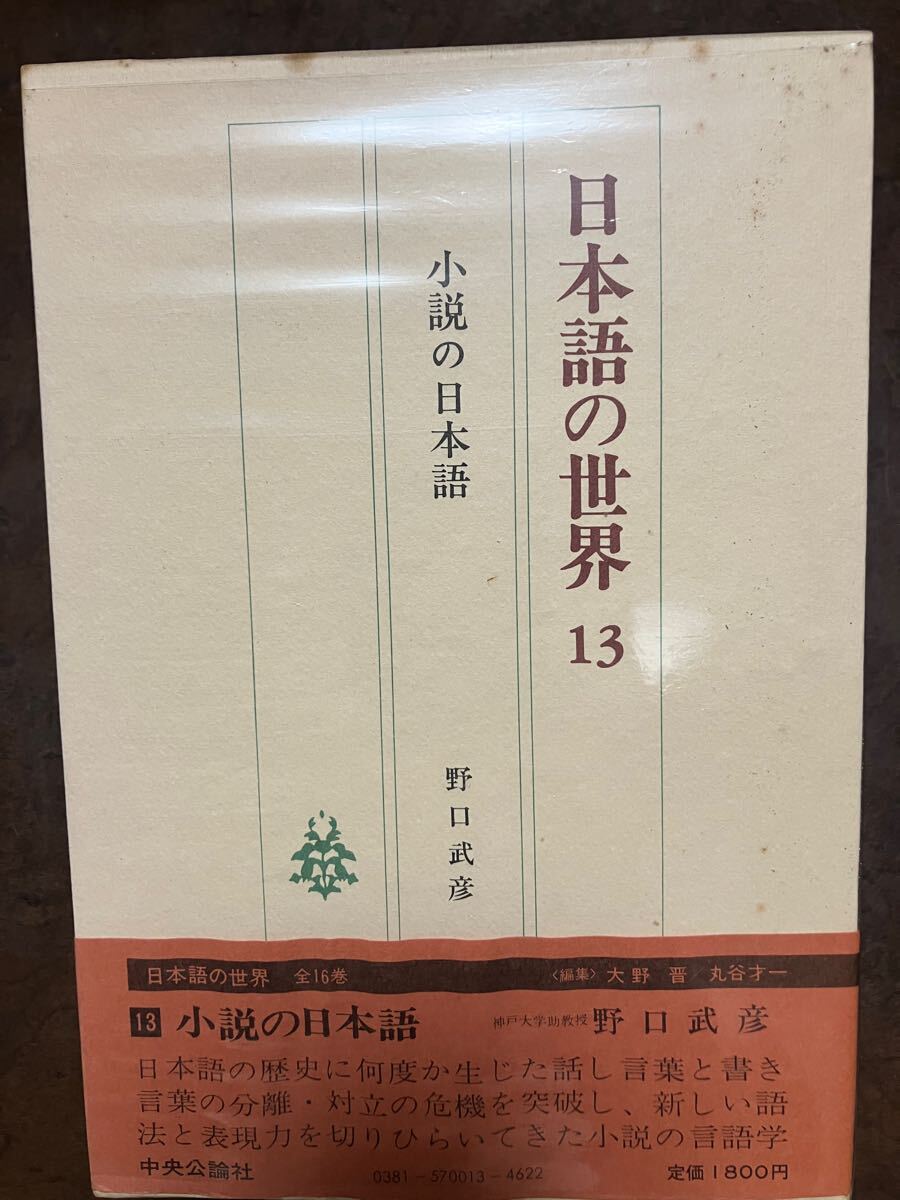 日本語の世界 13
小説の日本語
野口武彦
日本語の世界 全16巻
〈編集〉大野 晋 丸谷才一
13 小説の日本語
神戸大学助教授 野口武彦
日本語の歴史に何度か生じた話し言葉と書き
言葉の分離・対立の危機を突破し、新しい語
法と表現力を切りひらいてきた小説の言語学
中央公論社
0381-570013-4622
定価1800円